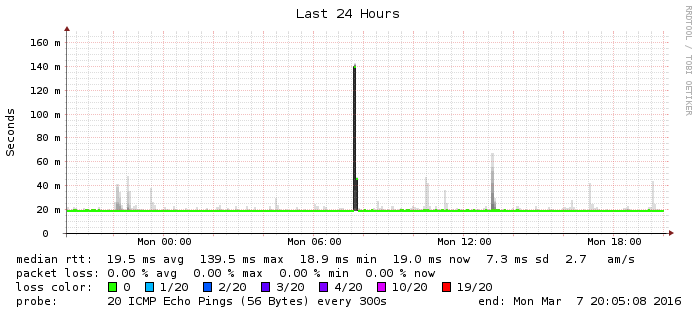 Last 24 Hours
RRDTOOL / TOBI OETIKER
Seconds
160 m
140 m
120 m
100 m
80 m
60 m
40 m
20 m
0
Mon 00:00 Mon 06:00 Mon 12:00 Mon 18:00
median rtt: 19.5 ms avg 139.5 ms max 18.9 ms min 19.0 ms now 7.3 ms sd 2.7 am/s
packet loss: 0.00 % avg 0.00 % max 0.00 % min 0.00 % now
loss color: 0 1/20 2/20 3/20 4/20 10/20 19/20
probe: 20 ICMP Echo Pings (56 Bytes) every 300s end: Mon Mar 7 20:05:08 2016